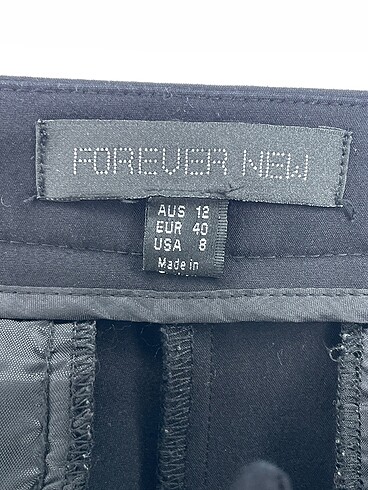 FOREVER NEW
AUS 12
EUR 40
USA 8
Made in